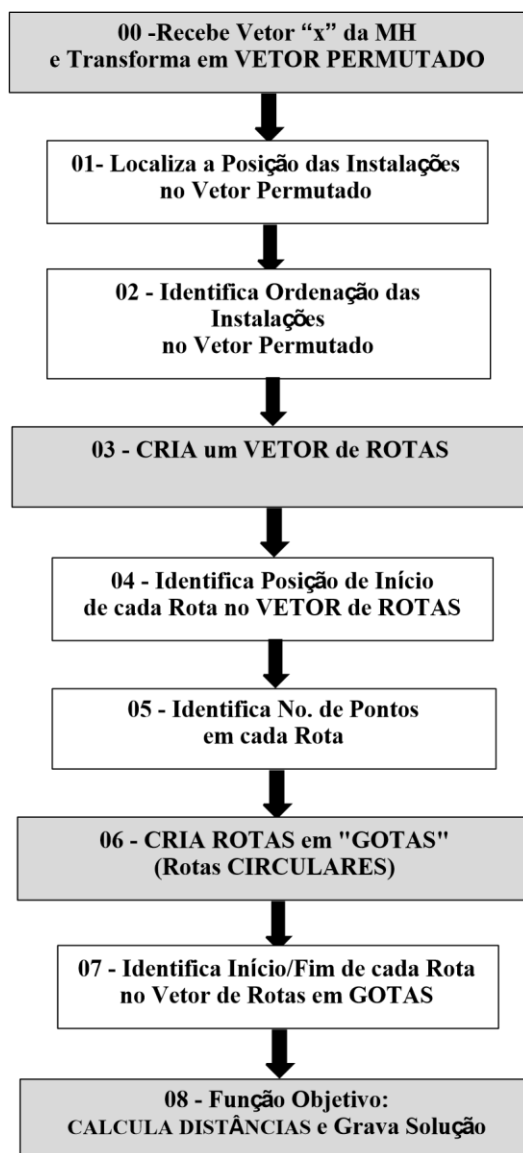 00 -Recebe Vetor “x” da MH
e Transforma em VETOR PERMUTADO
01- Localiza a Posição das Instalações
no Vetor Permutado
02 - Identifica Ordenação das
Instalações
no Vetor Permutado
03 - CRIA um VETOR de ROTAS
04 - Identifica Posição de Início
de cada Rota no VETOR de ROTAS
05 - Identifica No. de Pontos
em cada Rota
06 - CRIA ROTAS em "GOTAS"
(Rotas CIRCULARES)
07 - Identifica Início/Fim de cada Rota
no Vetor de Rotas em GOTAS
08 - Função Objetivo:
CALCULA DISTÂNCIAS e Grava Solução